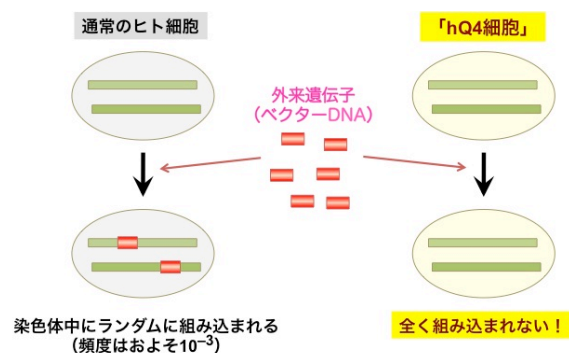 通常のヒト細胞
「hQ4細胞」
外来遺伝子
（ベクターDNA）
染色体中にランダムに組み込まれる
（頻度はおよそ10⁻³）
全く組み込まれない！